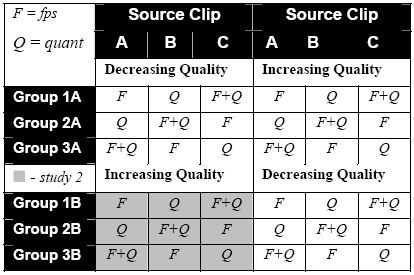 F = fps Source Clip Source Clip
Q = quant A B C A B C
Decreasing Quality Increasing Quality
Group 1A F Q F+Q F Q F+Q
Group 2A Q F+Q F Q F+Q F
Group 3A F+Q F Q F+Q F Q
- study 2 Increasing Quality Decreasing Quality
Group 1B F Q F+Q F Q F+Q
Group 2B Q F+Q F Q F+Q F
Group 3B F+Q F Q F+Q F Q